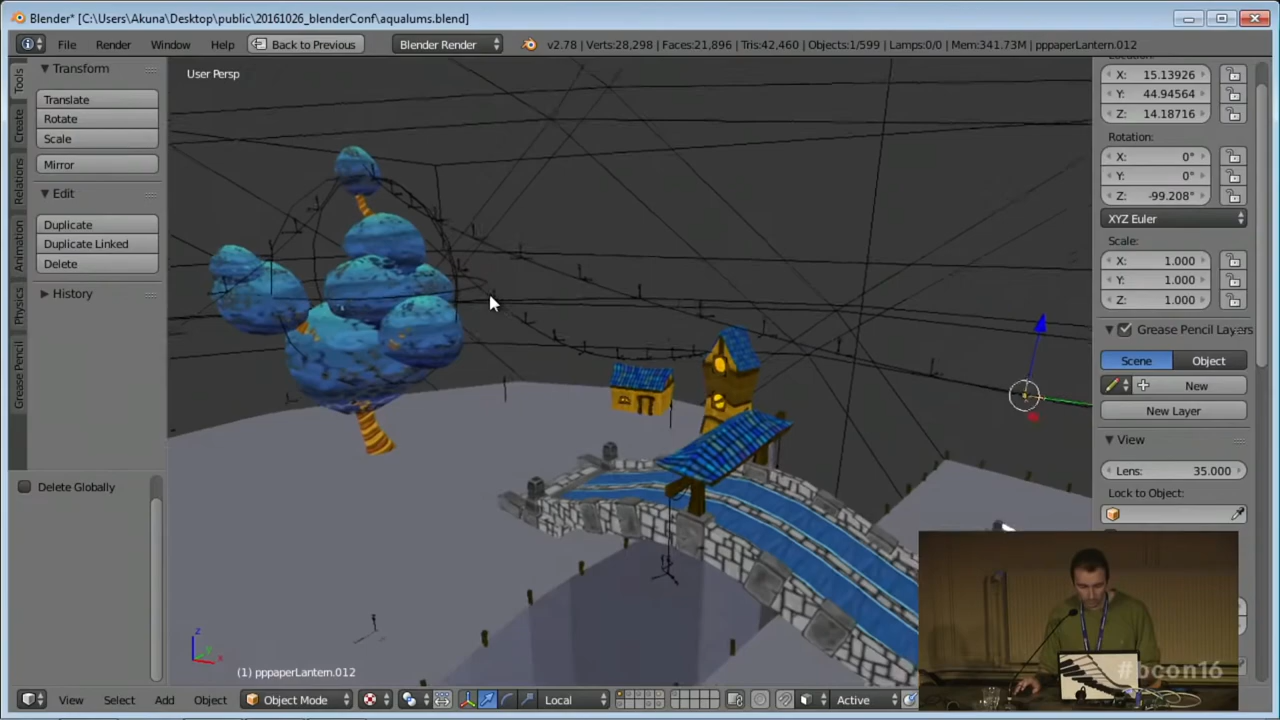 Blender* [C:\Users\Akuna\Desktop\public\20161026_blenderConf\aqualums.blend]
File Render Window Help Back to Previous Blender Render v2.78 | Verts:28,298 | Faces:21,896 | Tris:42,460 | Objects:1/599 | Lamps:0/0 | Mem:341.73M | pppaperLantern.012
Tools
Create
Relations
Animation
Physics
Grease Pencil
Transform
Translate
Rotate
Scale
Mirror
Edit
Duplicate
Duplicate Linked
Delete
History
Delete Globally
User Persp
z
y
x
(1) pppaperLantern.012
Location:
X: 15.13926
Y: 44.94564
Z: 14.18716
Rotation:
X: 0°
Y: 0°
Z: -99.208°
XYZ Euler
Scale:
X: 1.000
Y: 1.000
Z: 1.000
Grease Pencil Layers
Scene Object
New
New Layer
View
Lens: 35.000
Lock to Object:
#bcon16
View Select Add Object Object Mode Local Active